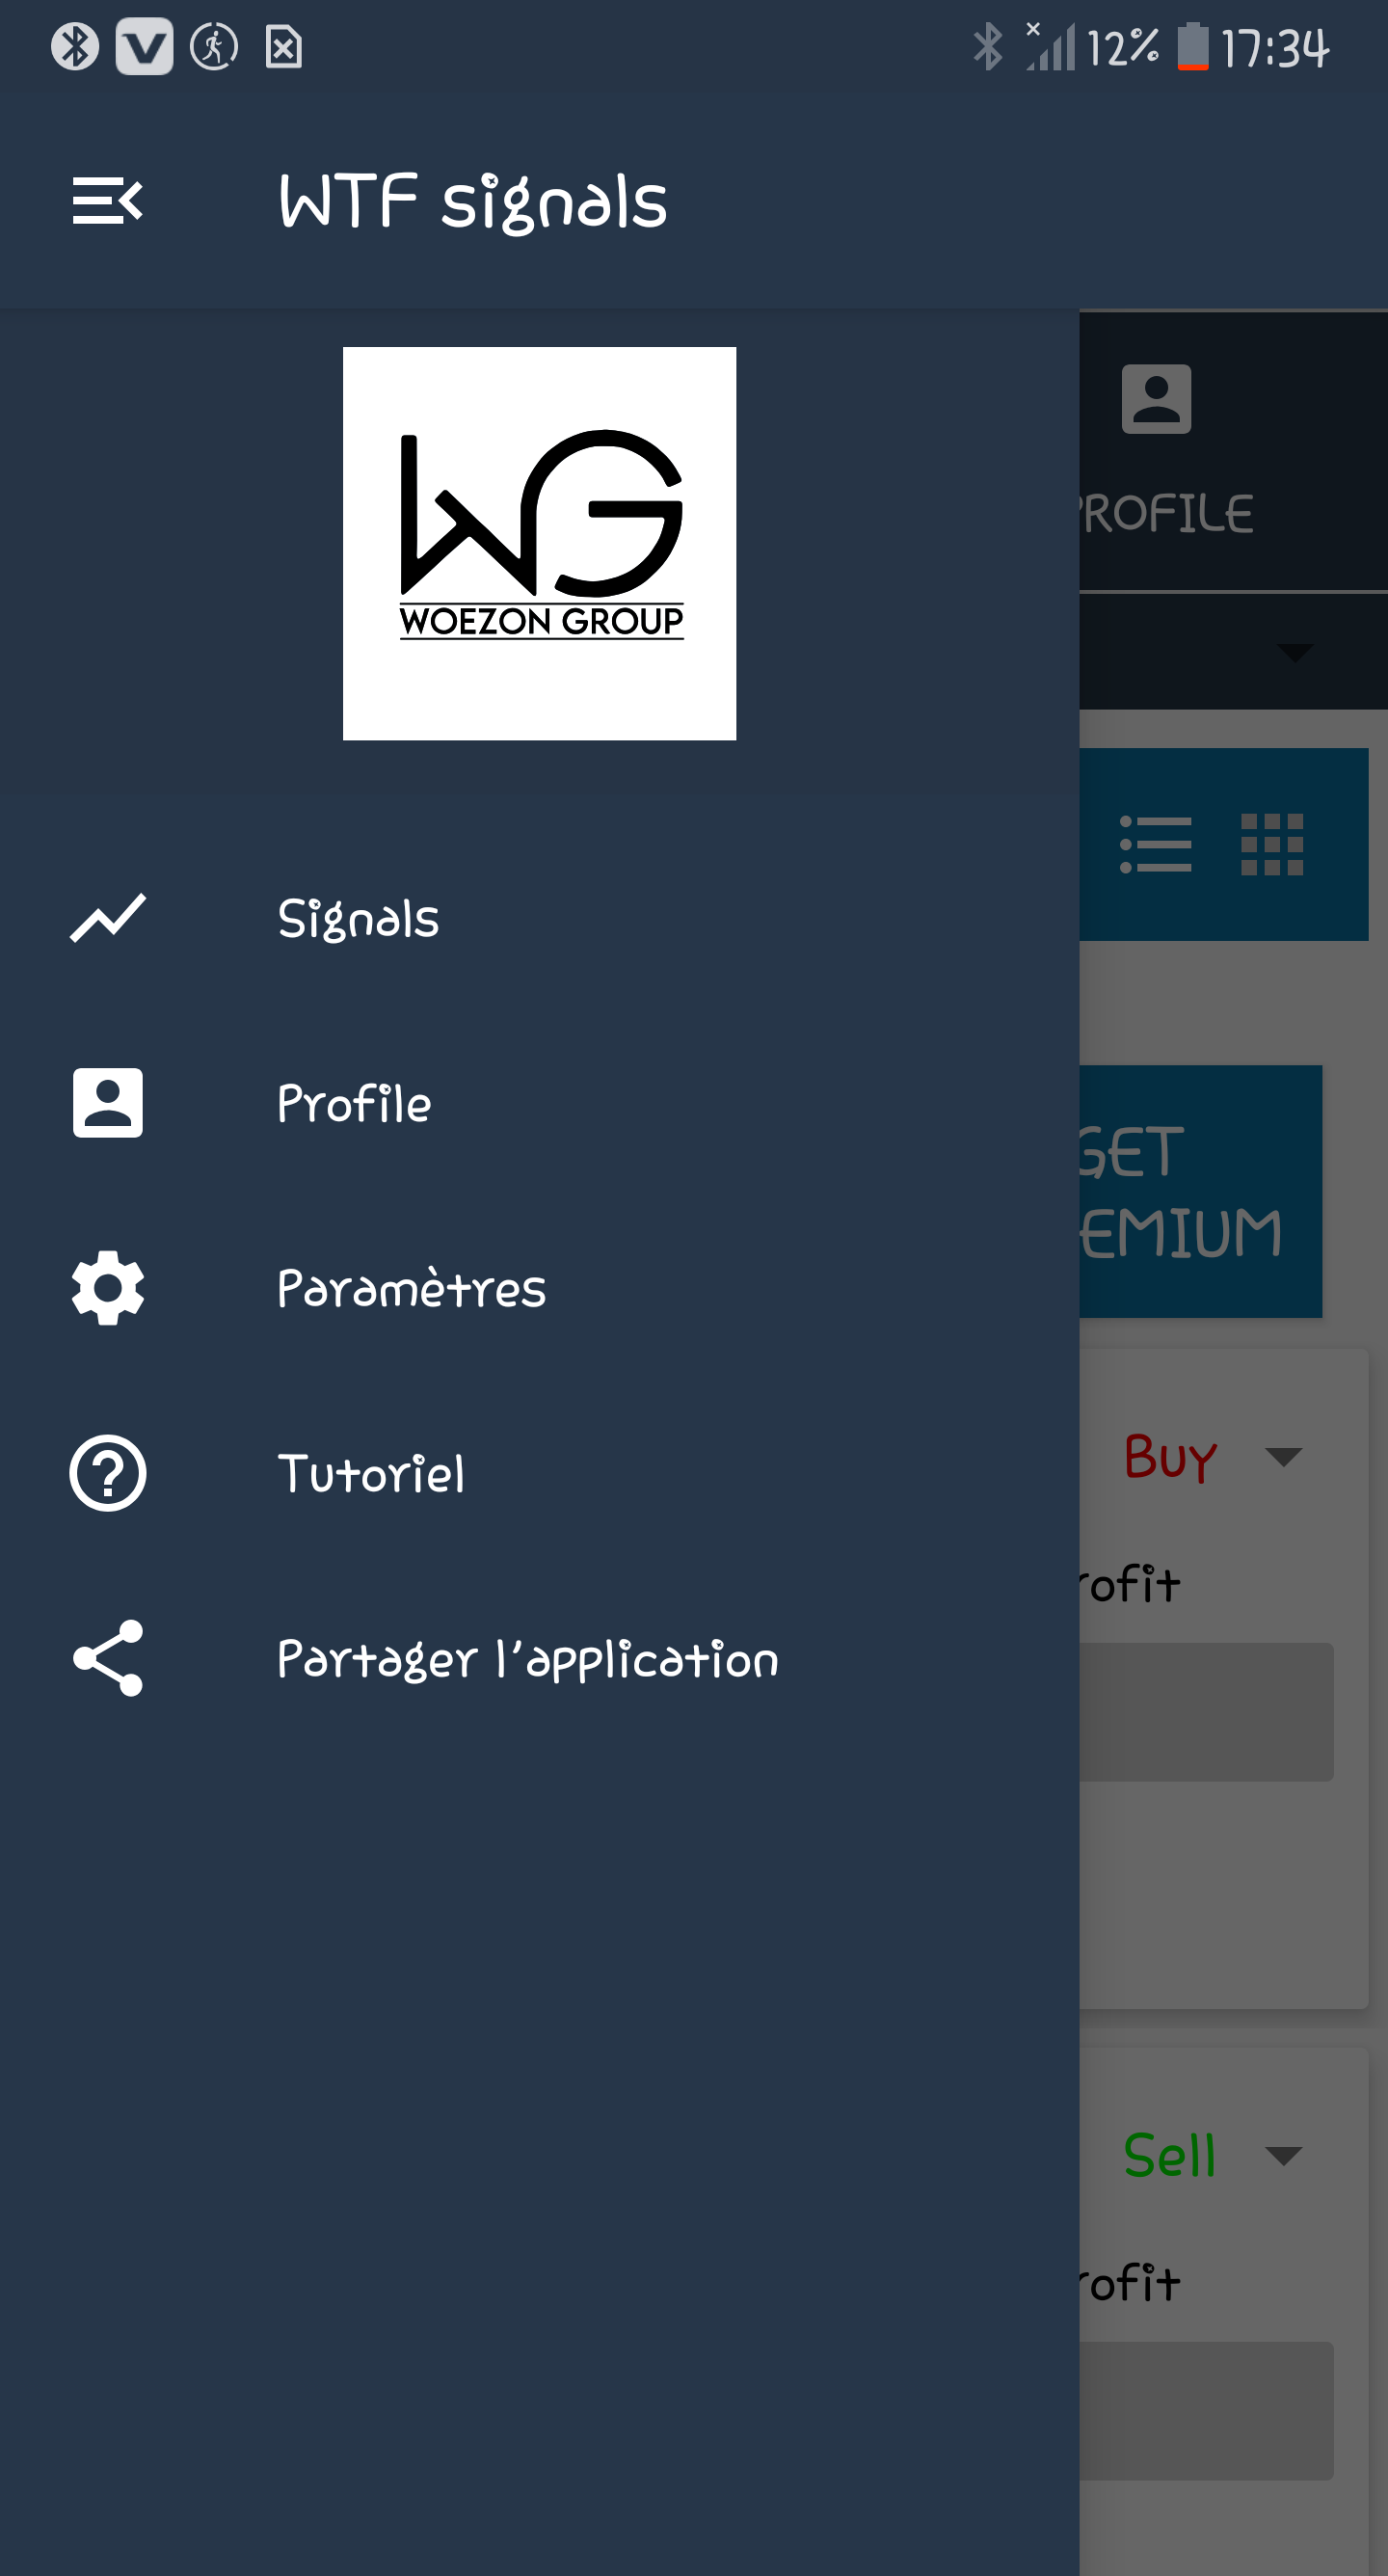 12% 17:34
WTF signals
WG
WOEZON GROUP
Signals
Profile
Paramètres
Tutoriel
Partager l'application
PROFILE
GET
EMIUM
Buy
rofit
Sell
rofit